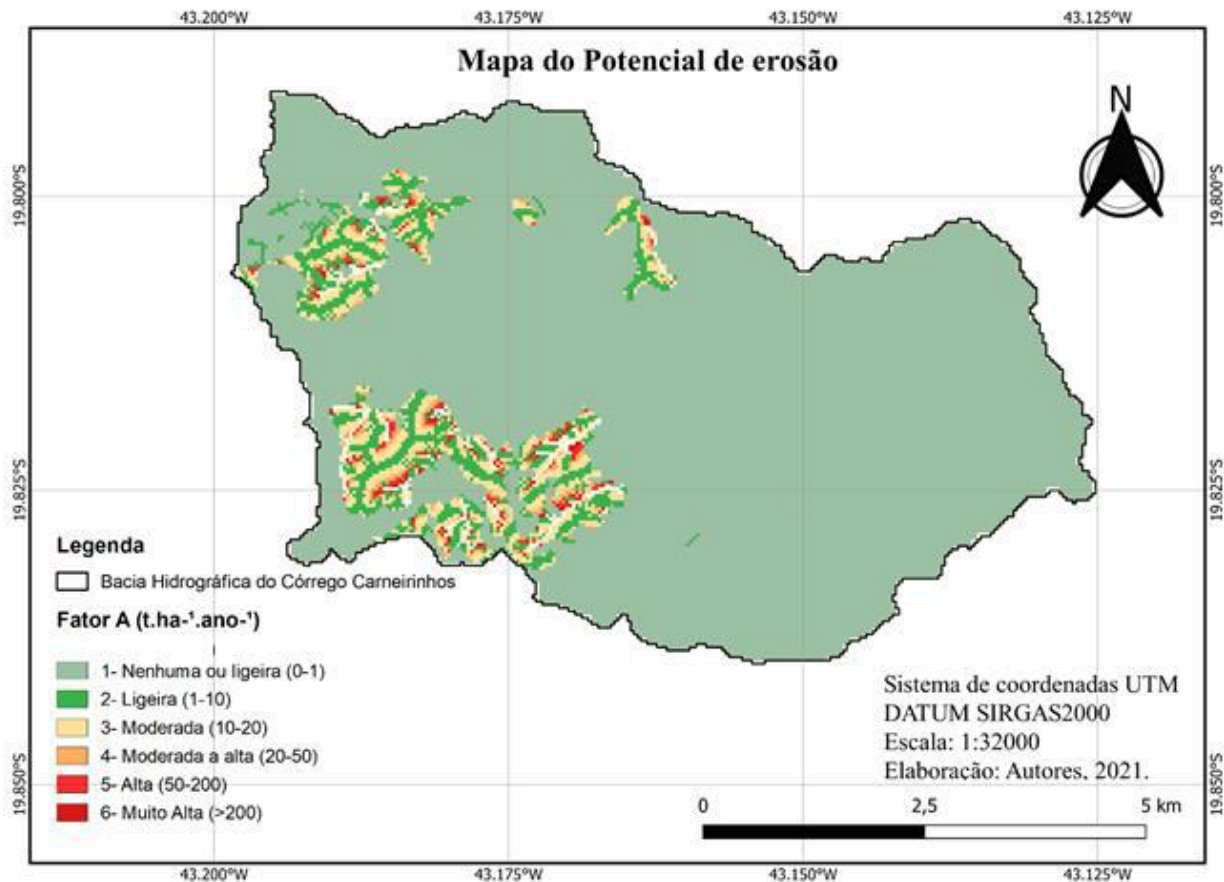 43.200°W 43.175°W 43.150°W 43.125°W
Mapa do Potencial de erosão
N
19.800°S 19.800°S
19.825°S 19.825°S
Legenda
Bacia Hidrográfica do Córrego Carneirinhos
Fator A (t.ha-¹.ano-¹)
1- Nenhuma ou ligeira (0-1)
2- Ligeira (1-10)
3- Moderada (10-20)
4- Moderada a alta (20-50)
5- Alta (50-200)
6- Muito Alta (>200)
Sistema de coordenadas UTM
DATUM SIRGAS2000
Escala: 1:32000
Elaboração: Autores, 2021.
19.850°S 19.850°S
0 2,5 5 km
43.200°W 43.175°W 43.150°W 43.125°W